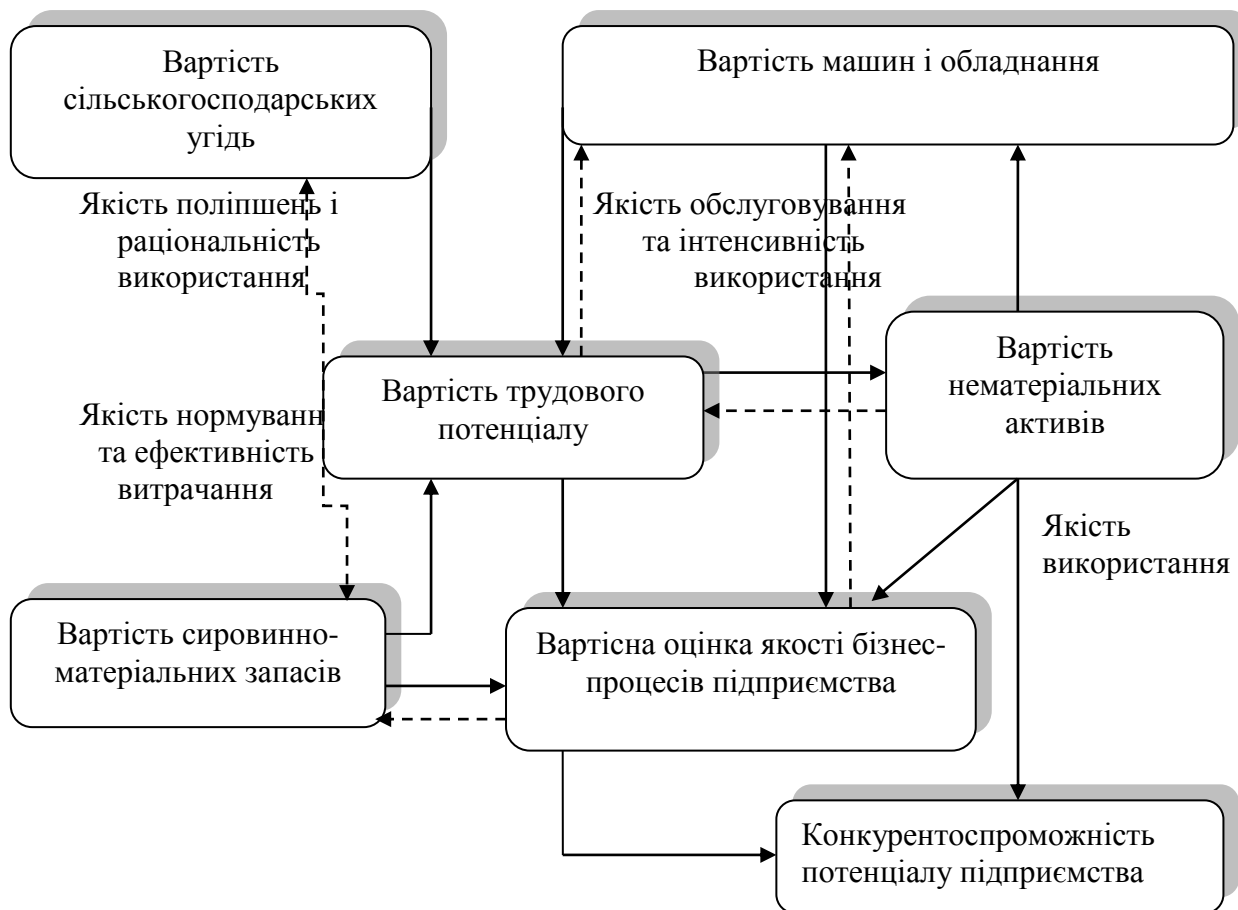 Вартість
сільськогосподарських
угідь
Вартість машин і обладнання
Якість поліпшень і
раціональність
використання
Якість обслуговування
та інтенсивність
використання
Вартість
нематеріальних
активів
Вартість трудового
потенціалу
Якість нормуванн
та ефективність
витрачання
Якість
використання
Вартість сировинно-
матеріальних запасів
Вартісна оцінка якості бізнес-
процесів підприємства
Конкурентоспроможність
потенціалу підприємства